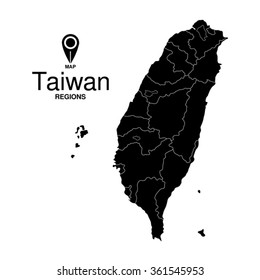 MAP
Taiwan
REGIONS
shutterstock.com · 361545953